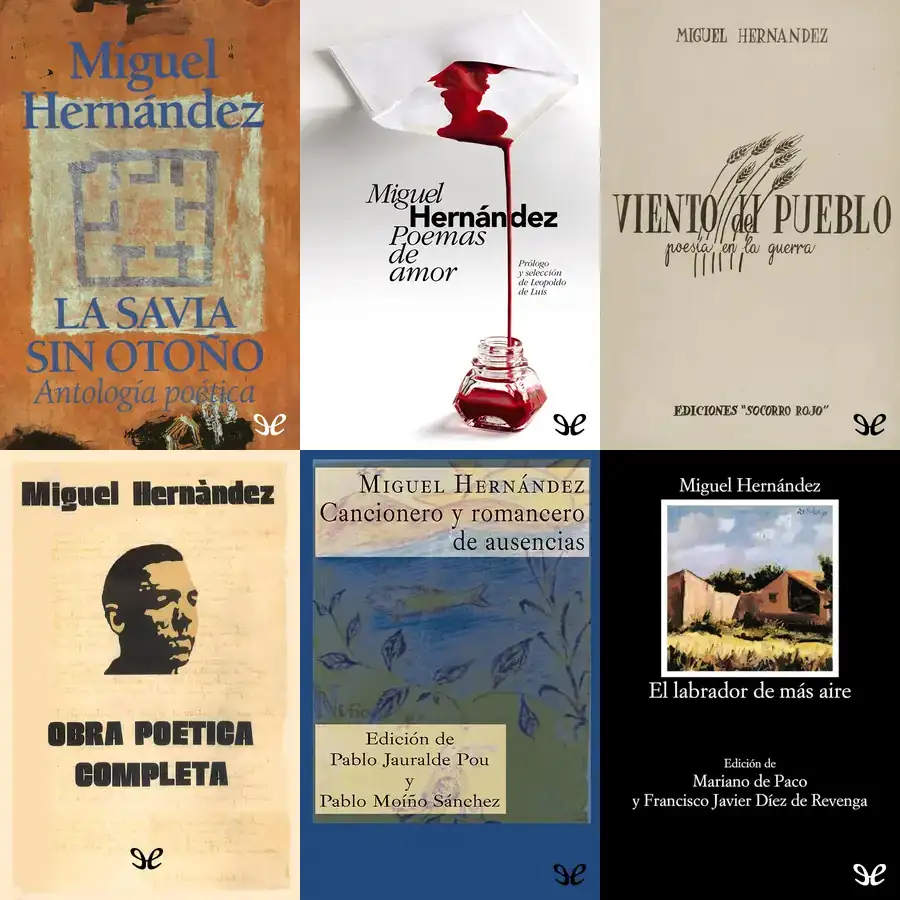 Miguel
Hernández
LA SAVIA
SIN OTOÑO
Antología poética
Miguel
Hernández
Poemas
de
amor
Prólogo
y selección
de Leopoldo
de Luis
MIGUEL HERNANDEZ
VIENTO del PUEBLO
poesía en la guerra
EDICIONES "SOCORRO ROJO"
Miguel Hernàndez
OBRA POETICA
COMPLETA
MIGUEL HERNÁNDEZ
Cancionero y romancero
de ausencias
Edición de
Pablo Jauralde Pou
y
Pablo Moíño Sánchez
Miguel Hernández
El labrador de más aire
Edición de
Mariano de Paco
y Francisco Javier Díez de Revenga